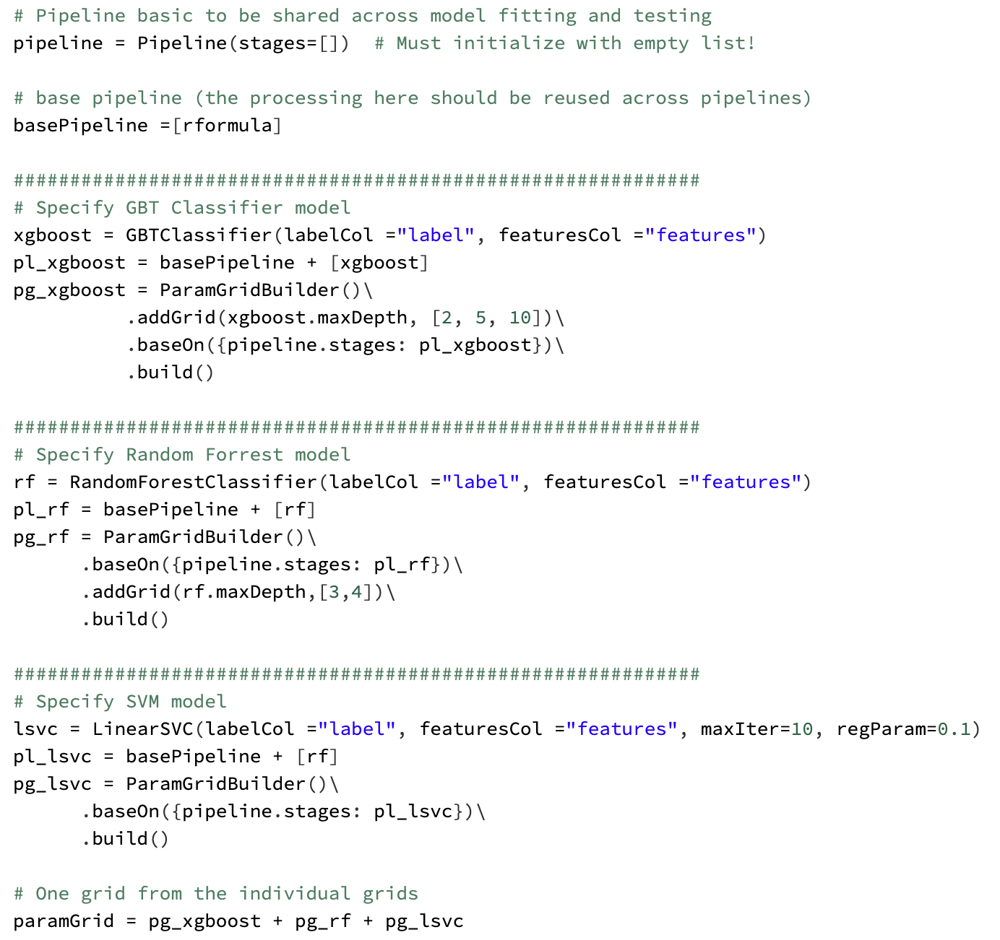 # Pipeline basic to be shared across model fitting and testing
pipeline = Pipeline(stages=[])  # Must initialize with empty list!

# base pipeline (the processing here should be reused across pipelines)
basePipeline =[rformula]

#############################################################
# Specify GBT Classifier model
xgboost = GBTClassifier(labelCol ="label", featuresCol ="features")
pl_xgboost = basePipeline + [xgboost]
pg_xgboost = ParamGridBuilder()\
          .addGrid(xgboost.maxDepth, [2, 5, 10])\
          .baseOn({pipeline.stages: pl_xgboost})\
          .build()

#############################################################
# Specify Random Forrest model
rf = RandomForestClassifier(labelCol ="label", featuresCol ="features")
pl_rf = basePipeline + [rf]
pg_rf = ParamGridBuilder()\
      .baseOn({pipeline.stages: pl_rf})\
      .addGrid(rf.maxDepth,[3,4])\
      .build()

#############################################################
# Specify SVM model
lsvc = LinearSVC(labelCol ="label", featuresCol ="features", maxIter=10, regParam=0.1)
pl_lsvc = basePipeline + [rf]
pg_lsvc = ParamGridBuilder()\
      .baseOn({pipeline.stages: pl_lsvc})\
      .build()

# One grid from the individual grids
paramGrid = pg_xgboost + pg_rf + pg_lsvc